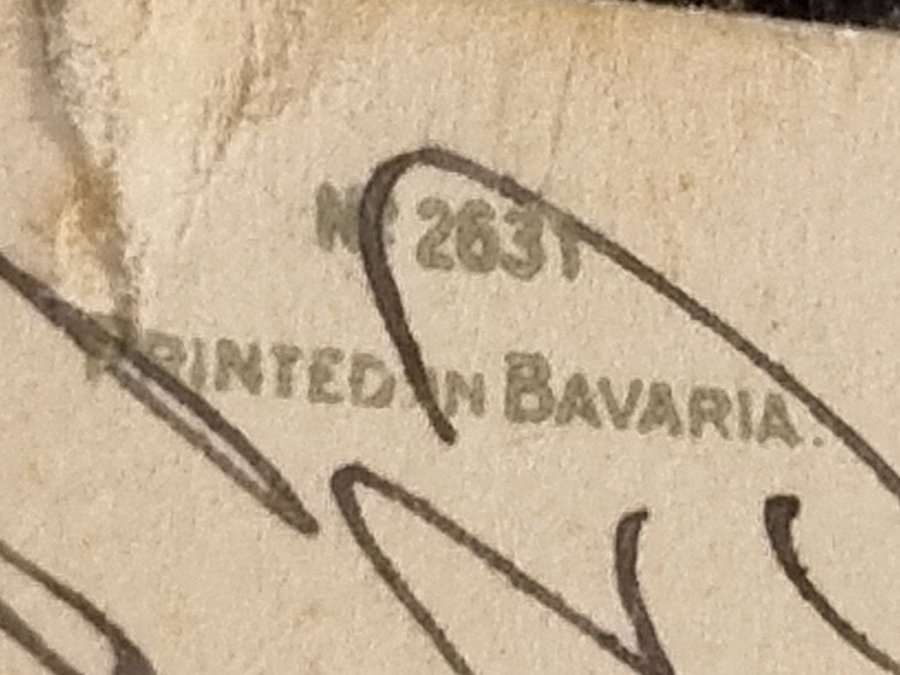 No 2631
PRINTED IN BAVARIA.